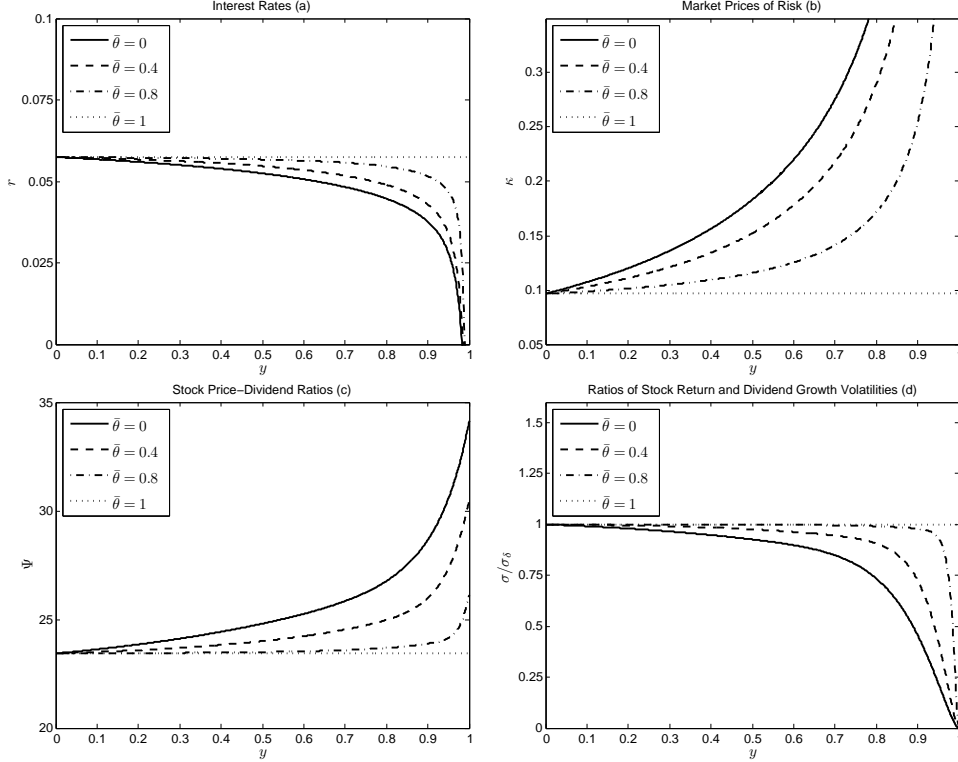 Interest Rates (a)
0.1
0.075
0.05
0.025
0
r
θ̄ = 0
θ̄ = 0.4
θ̄ = 0.8
θ̄ = 1
0 0.1 0.2 0.3 0.4 0.5 0.6 0.7 0.8 0.9 1
y
Market Prices of Risk (b)
0.3
0.25
0.2
0.15
0.1
0.05
κ
θ̄ = 0
θ̄ = 0.4
θ̄ = 0.8
θ̄ = 1
0 0.1 0.2 0.3 0.4 0.5 0.6 0.7 0.8 0.9 1
y
Stock Price−Dividend Ratios (c)
35
30
25
20
Ψ
θ̄ = 0
θ̄ = 0.4
θ̄ = 0.8
θ̄ = 1
0 0.1 0.2 0.3 0.4 0.5 0.6 0.7 0.8 0.9 1
y
Ratios of Stock Return and Dividend Growth Volatilities (d)
1.5
1.25
1
0.75
0.5
0.25
0
σ/σδ
θ̄ = 0
θ̄ = 0.4
θ̄ = 0.8
θ̄ = 1
0 0.1 0.2 0.3 0.4 0.5 0.6 0.7 0.8 0.9 1
y